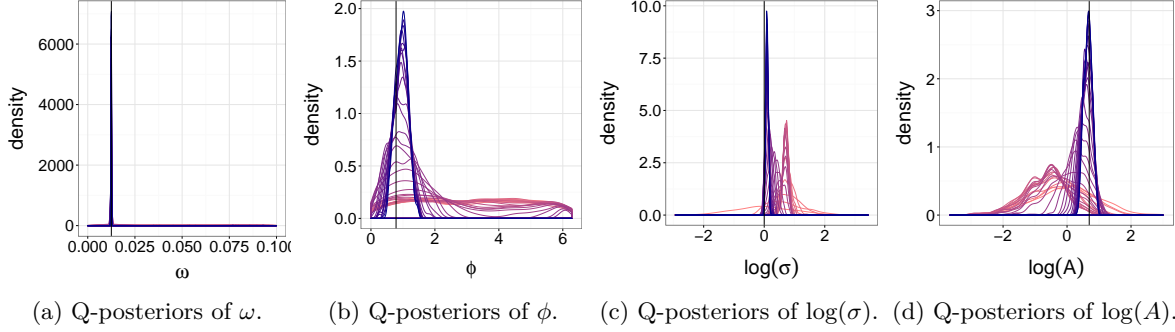 density
6000
4000
2000
0
0.000 0.025 0.050 0.075 0.100
ω
density
2.0
1.5
1.0
0.5
0.0
0 2 4 6
ϕ
density
10.0
7.5
5.0
2.5
0.0
−2 0 2
log(σ)
density
3
2
1
0
−2 0 2
log(A)
(a) Q-posteriors of ω.
(b) Q-posteriors of ϕ.
(c) Q-posteriors of log(σ).
(d) Q-posteriors of log(A).